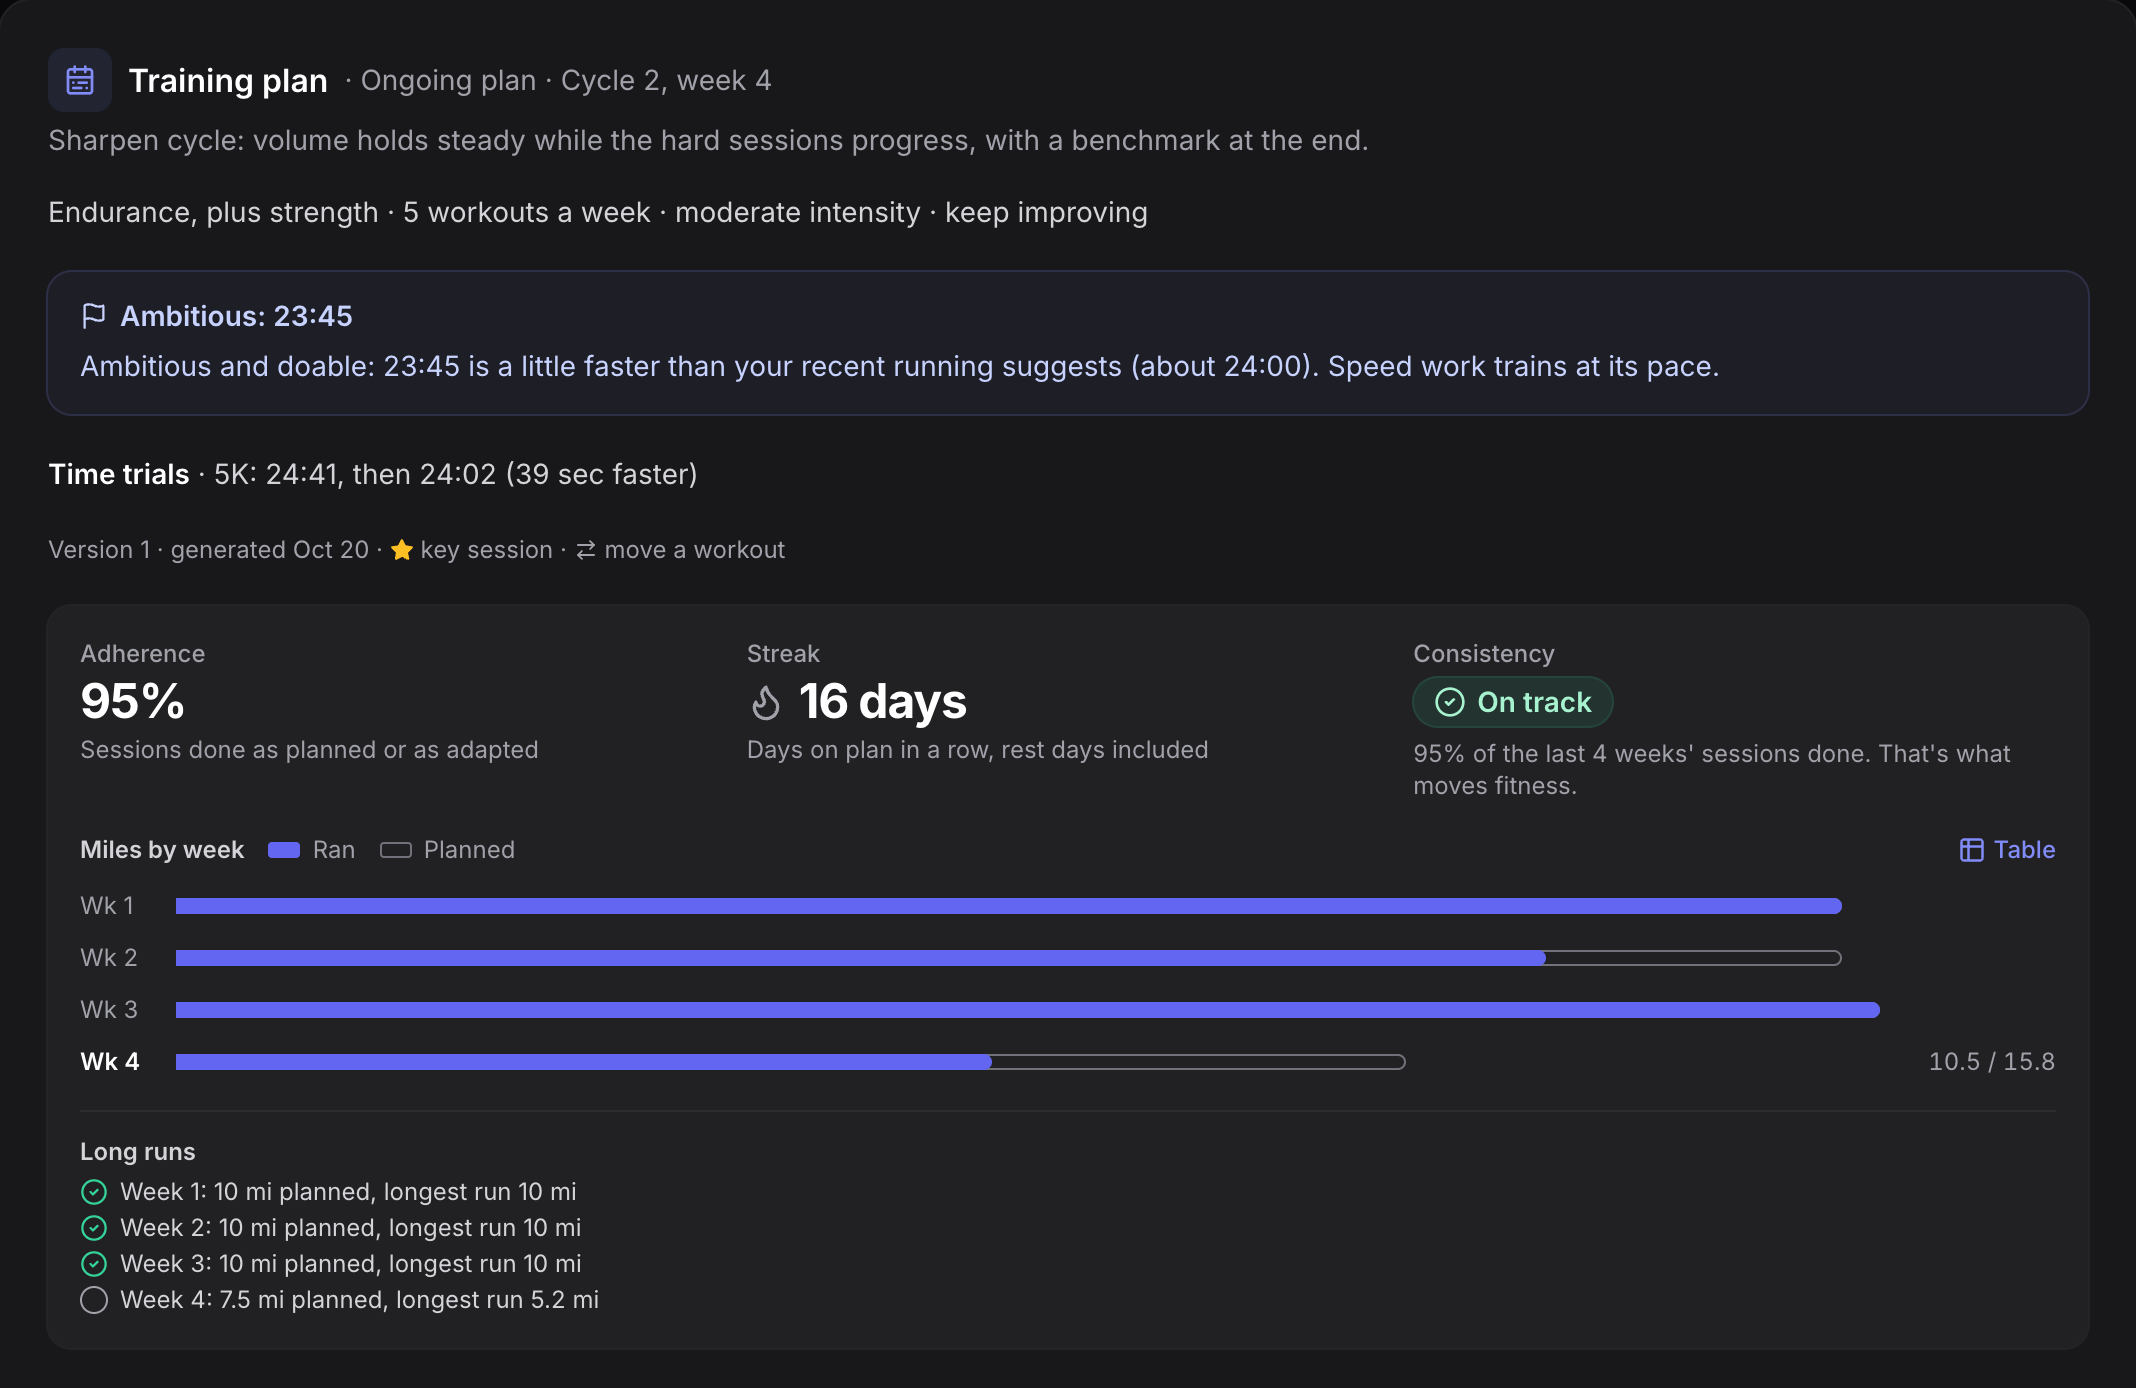 Training plan · Ongoing plan · Cycle 2, week 4
Sharpen cycle: volume holds steady while the hard sessions progress, with a benchmark at the end.
Endurance, plus strength · 5 workouts a week · moderate intensity · keep improving
Ambitious: 23:45
Ambitious and doable: 23:45 is a little faster than your recent running suggests (about 24:00). Speed work trains at its pace.
Time trials · 5K: 24:41, then 24:02 (39 sec faster)
Version 1 · generated Oct 20 · ⭐ key session · ⇄ move a workout
Adherence
95%
Sessions done as planned or as adapted
Streak
16 days
Days on plan in a row, rest days included
Consistency
On track
95% of the last 4 weeks' sessions done. That's what
moves fitness.
Miles by week Ran Planned
Table
Wk 1
Wk 2
Wk 3
Wk 4 10.5 / 15.8
Long runs
Week 1: 10 mi planned, longest run 10 mi
Week 2: 10 mi planned, longest run 10 mi
Week 3: 10 mi planned, longest run 10 mi
Week 4: 7.5 mi planned, longest run 5.2 mi